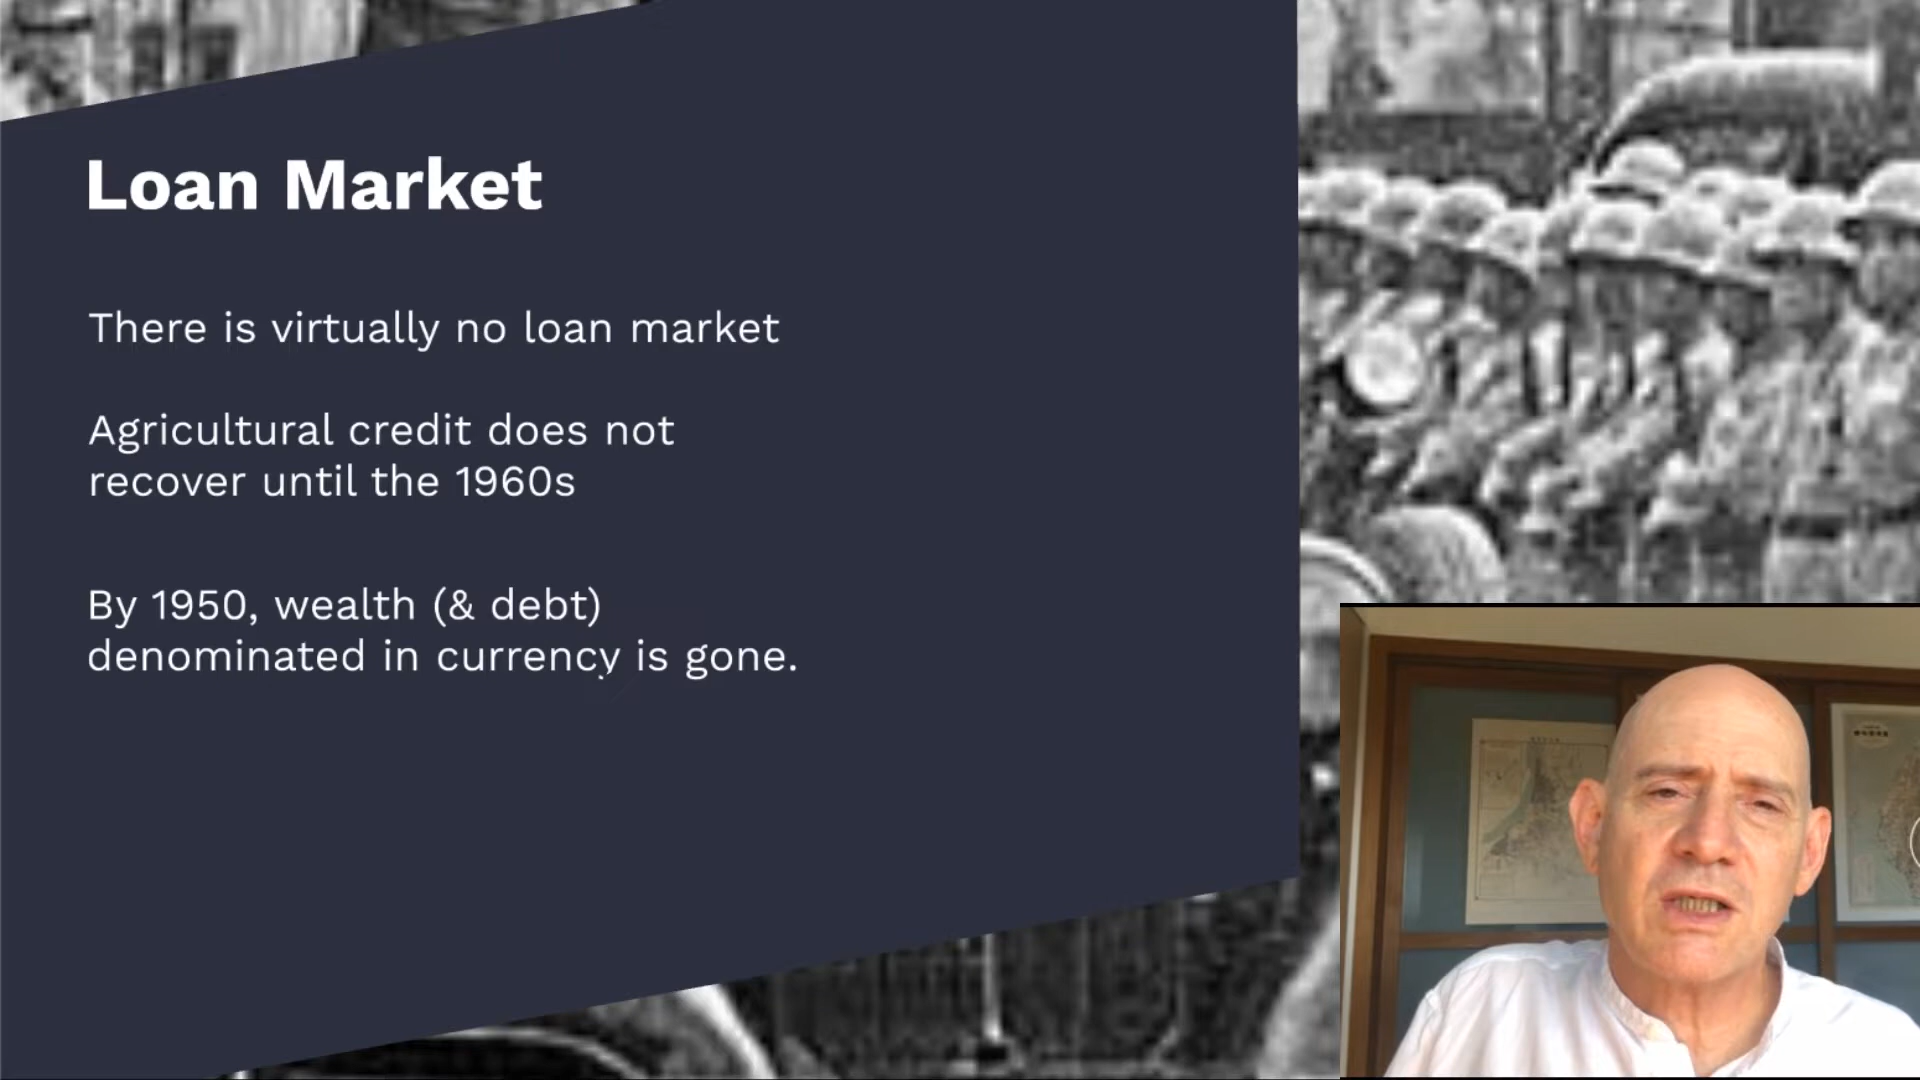 Loan Market
There is virtually no loan market
Agricultural credit does not
recover until the 1960s
By 1950, wealth (& debt)
denominated in currency is gone.